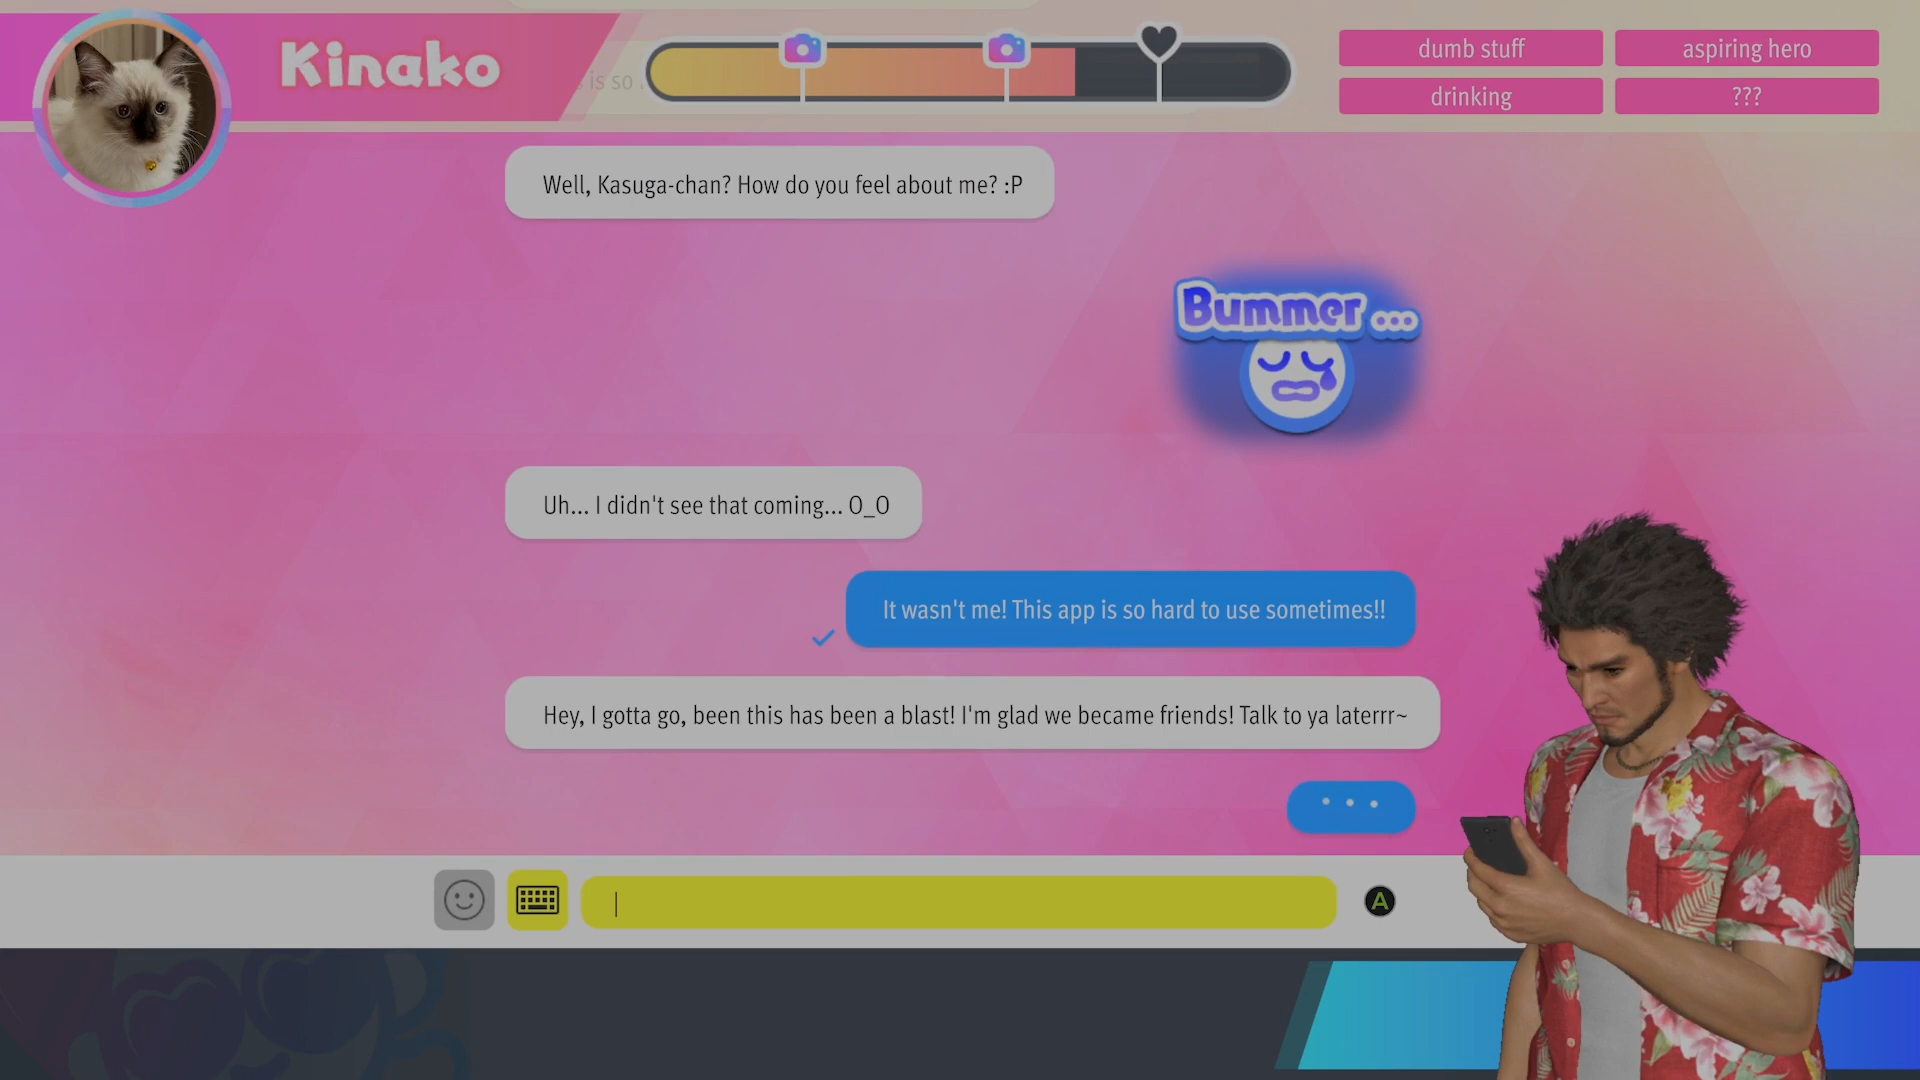 Kinako
is so
dumb stuff
aspiring hero
drinking
???
Well, Kasuga-chan? How do you feel about me? :P
Bummer...
Uh... I didn't see that coming... O_O
It wasn't me! This app is so hard to use sometimes!!
Hey, I gotta go, been this has been a blast! I'm glad we became friends! Talk to ya laterrr~
• • •
A